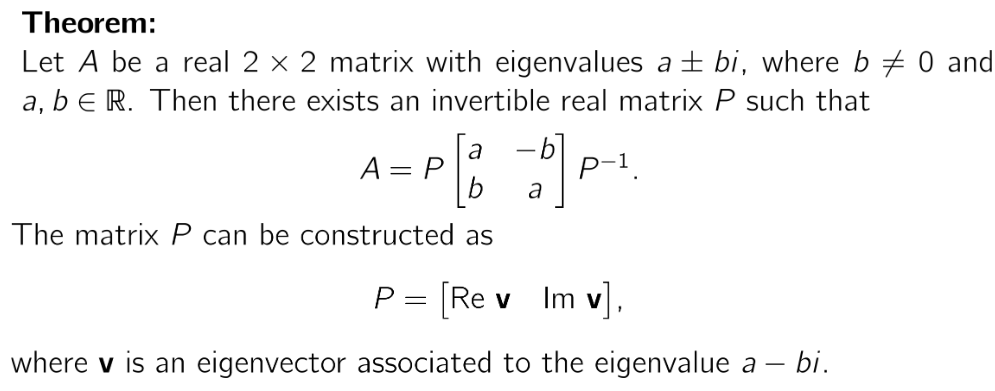 Theorem:
Let A be a real 2 × 2 matrix with eigenvalues a ± bi, where b ≠ 0 and
a, b ∈ ℝ. Then there exists an invertible real matrix P such that
A = P [a −b; b a] P⁻¹.
The matrix P can be constructed as
P = [Re v Im v],
where v is an eigenvector associated to the eigenvalue a − bi.